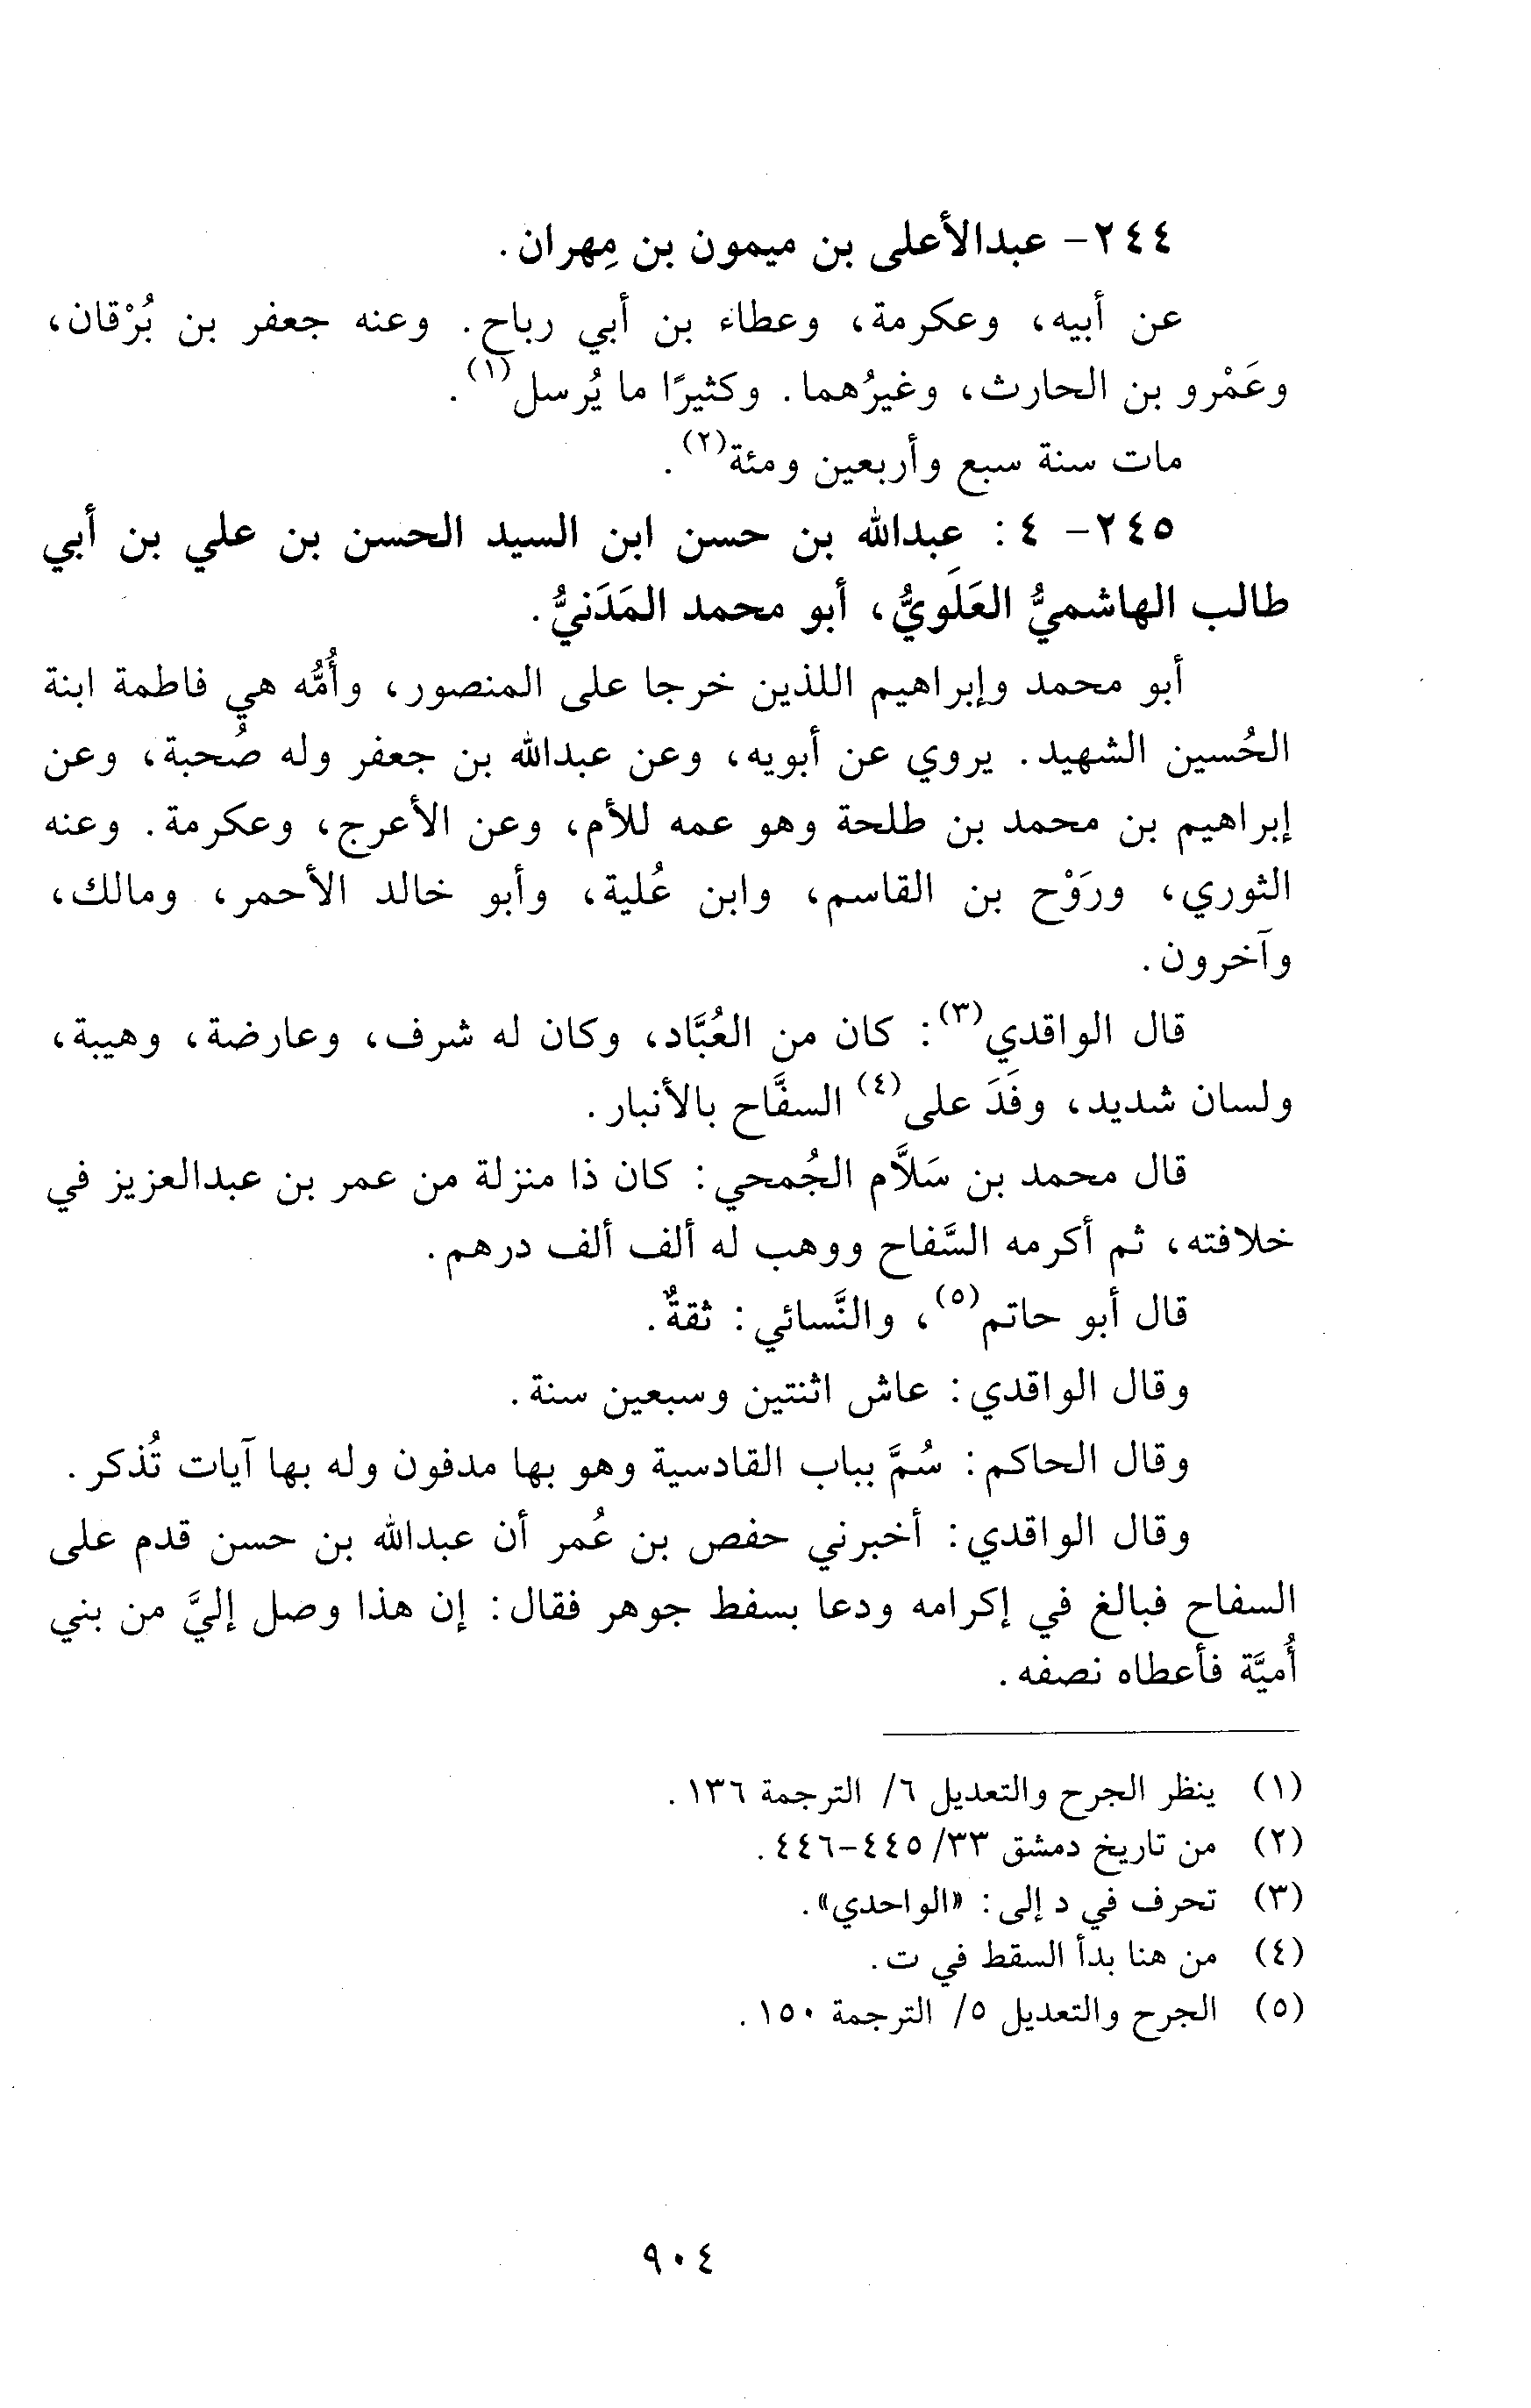 ٢٤٤- عبدالأعلى بن ميمون بن مِهران.
عن أبيه، وعكرمة، وعطاء بن أبي رباح. وعنه جعفر بن بُرْقان،
وعَمْرو بن الحارث، وغيرُهما. وكثيرًا ما يُرسل(١).
مات سنة سبع وأربعين ومئة(٢).
٢٤٥- ٤: عبدالله بن حسن ابن السيد الحسن بن علي بن أبي
طالب الهاشميُّ العَلَويُّ، أبو محمد المَدَنيُّ.
أبو محمد وإبراهيم اللذين خرجا على المنصور، وأُمُّه هي فاطمة ابنة
الحُسين الشهيد. يروي عن أبويه، وعن عبدالله بن جعفر وله صُحبة، وعن
إبراهيم بن محمد بن طلحة وهو عمه للأم، وعن الأعرج، وعكرمة. وعنه
الثوري، ورَوْح بن القاسم، وابن عُلية، وأبو خالد الأحمر، ومالك،
وآخرون.
قال الواقدي(٣): كان من العُبَّاد، وكان له شرف، وعارضة، وهيبة،
ولسان شديد، وفَدَ على(٤) السفَّاح بالأنبار.
قال محمد بن سَلاَّم الجُمحي: كان ذا منزلة من عمر بن عبدالعزيز في
خلافته، ثم أكرمه السَّفاح ووهب له ألف ألف درهم.
قال أبو حاتم(٥)، والنَّسائي: ثقةٌ.
وقال الواقدي: عاش اثنتين وسبعين سنة.
وقال الحاكم: سُمَّ بباب القادسية وهو بها مدفون وله بها آيات تُذكر.
وقال الواقدي: أخبرني حفص بن عُمر أن عبدالله بن حسن قدم على
السفاح فبالغ في إكرامه ودعا بسفط جوهر فقال: إن هذا وصل إليَّ من بني
أُميَّة فأعطاه نصفه.
(١) ينظر الجرح والتعديل ٦/ الترجمة ١٣٦.
(٢) من تاريخ دمشق ٣٣/ ٤٤٥-٤٤٦.
(٣) تحرف في د إلى: «الواحدي».
(٤) من هنا بدأ السقط في ت.
(٥) الجرح والتعديل ٥/ الترجمة ١٥٠.
٩٠٤